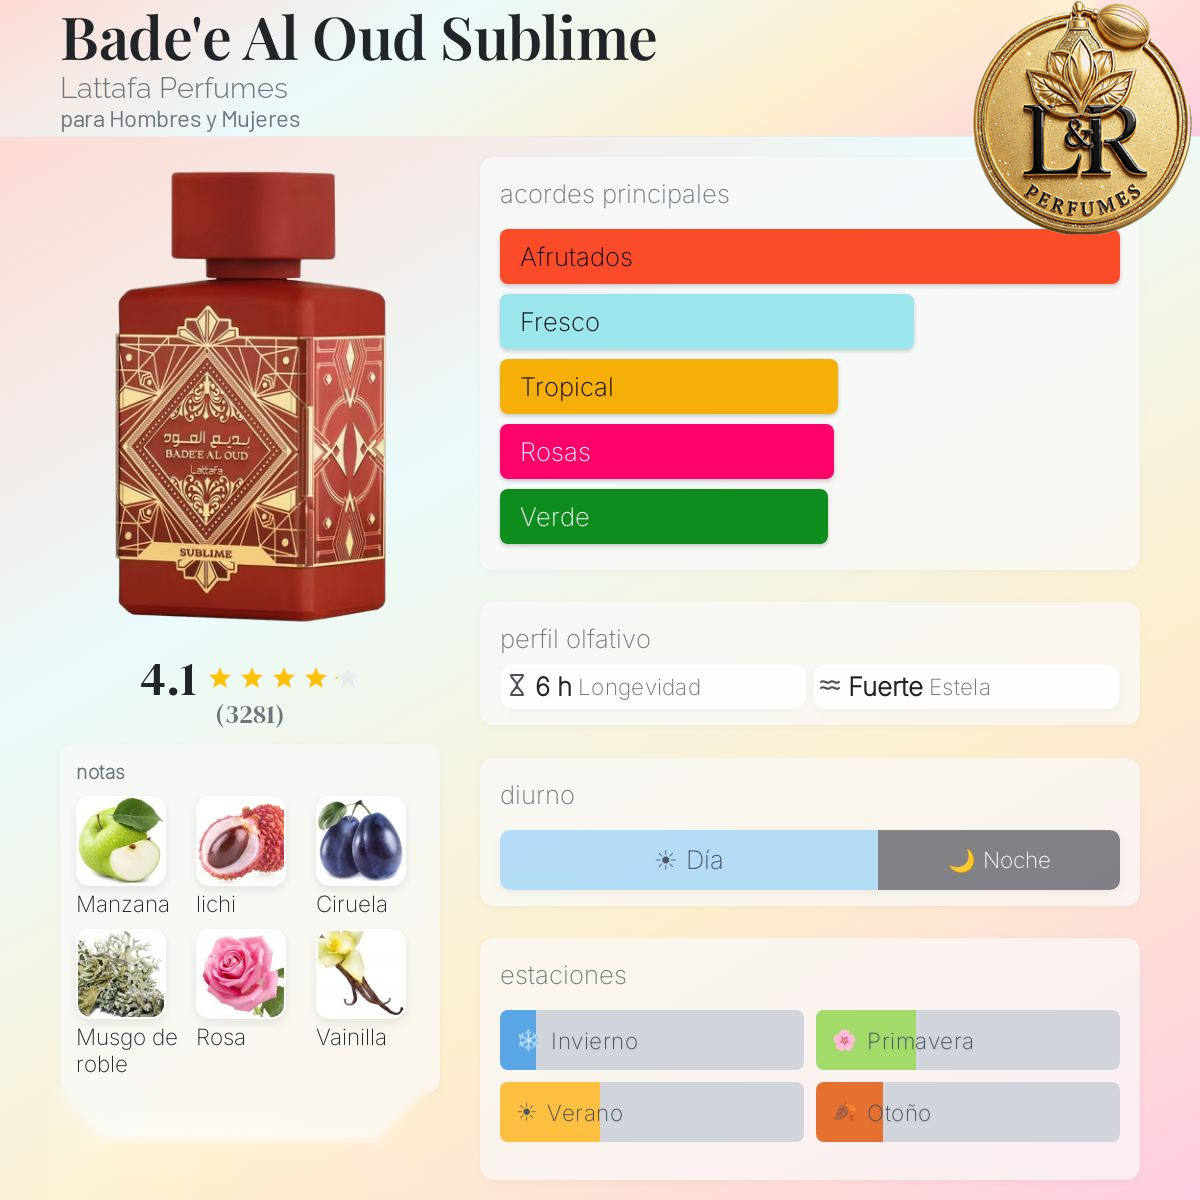 Bade'e Al Oud Sublime
Lattafa Perfumes
para Hombres y Mujeres
L&R
PERFUMES
بديع العود
BADE'E AL OUD
Lattafa
SUBLIME
4.1
(3281)
notas
Manzana
lichi
Ciruela
Musgo de
roble
Rosa
Vainilla
acordes principales
Afrutados
Fresco
Tropical
Rosas
Verde
perfil olfativo
6 h Longevidad
Fuerte Estela
diurno
Día
Noche
estaciones
Invierno
Primavera
Verano
Otoño